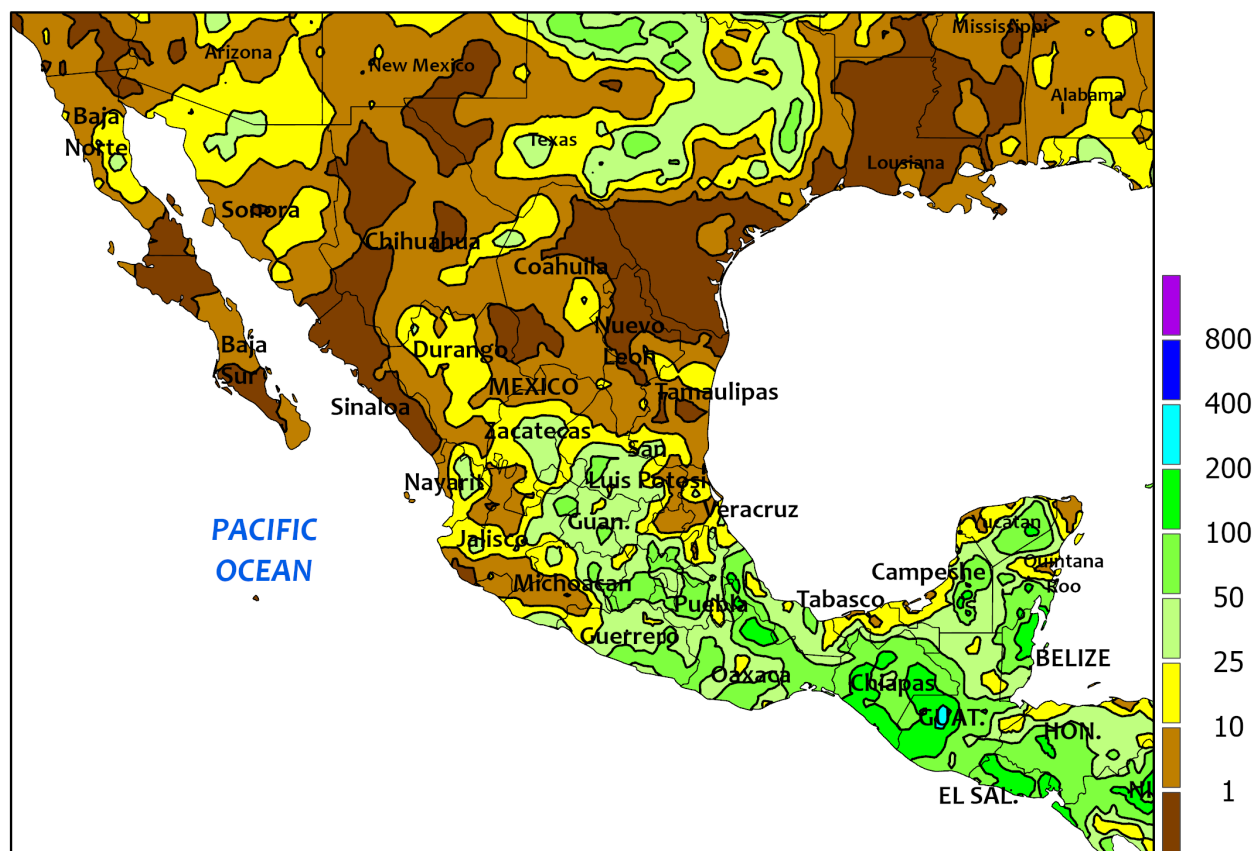 Mississippi
Arizona
New Mexico
Alabama
Baja
Norte
Texas
Lousiana
Sonora
Chihuahua
Coahuila
Nuevo
Leon
Baja
Sur
Durango
800
MEXICO
Tamaulipas
Sinaloa
400
Zacatecas
San
200
Nayarit
Luis Potosi
Veracruz
Guan.
Yucatan
PACIFIC
OCEAN
100
Jalisco
Quintana
Roo
Campeche
Michoacan
Tabasco
Puebla
50
Guerrero
BELIZE
25
Oaxaca
Chiapas
GUAT.
HON.
10
EL SAL.
NI
1